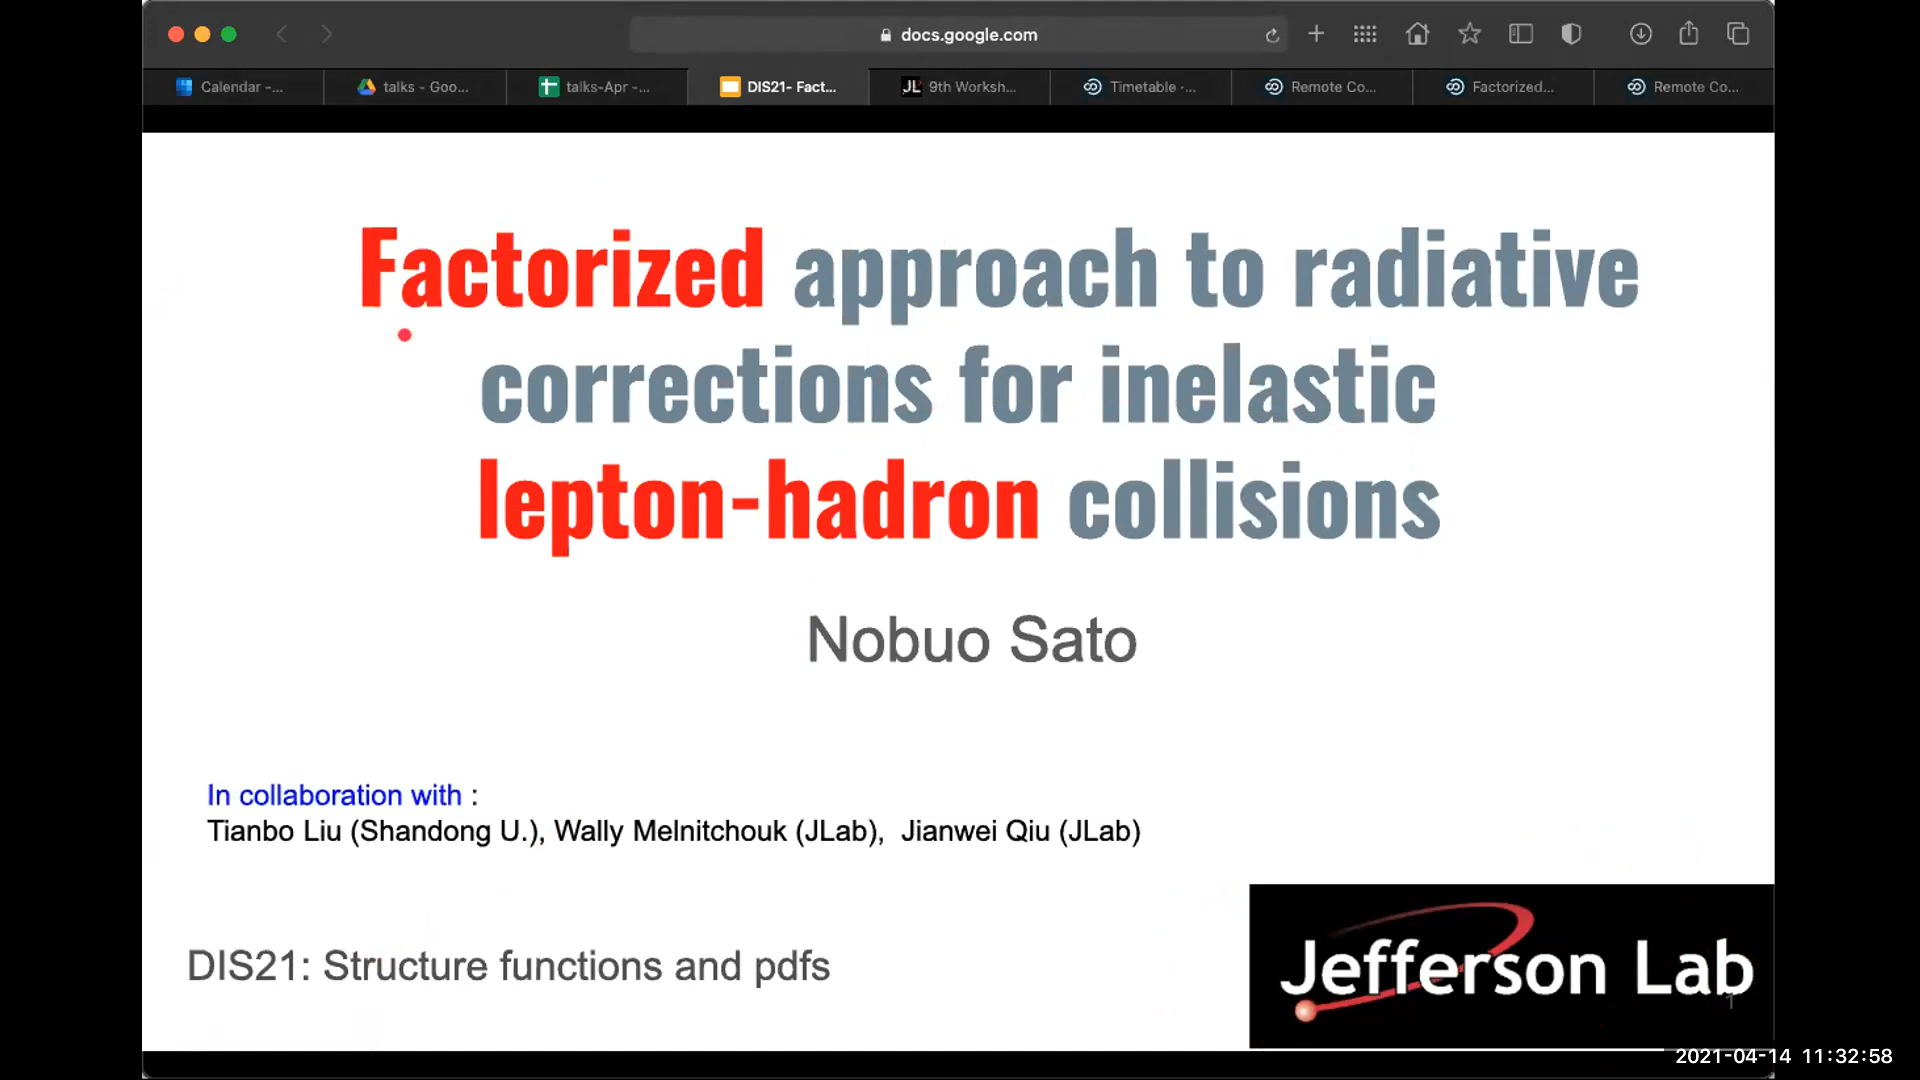 docs.google.com
Calendar -...
talks - Goo...
talks-Apr -...
DIS21- Fact...
JL 9th Worksh...
Timetable -...
Remote Co...
Factorized...
Remote Co...
Factorized approach to radiative
corrections for inelastic
lepton-hadron collisions
Nobuo Sato
In collaboration with :
Tianbo Liu (Shandong U.), Wally Melnitchouk (JLab), Jianwei Qiu (JLab)
DIS21: Structure functions and pdfs
Jefferson Lab
1
2021-04-14 11:32:58